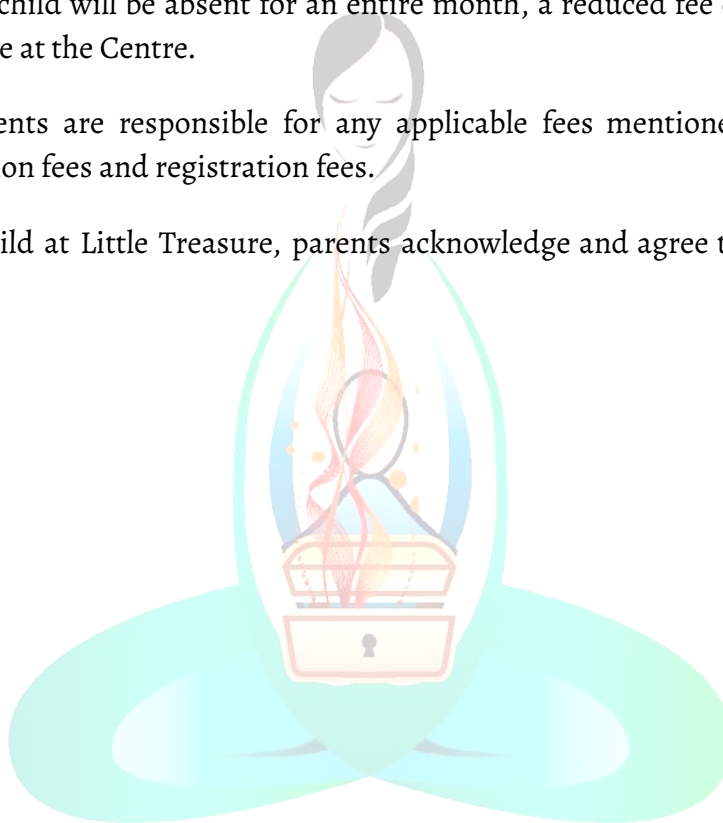 child will be absent for an entire month, a reduced fee
e at the Centre.
ents are responsible for any applicable fees mentione
ion fees and registration fees.
ild at Little Treasure, parents acknowledge and agree t